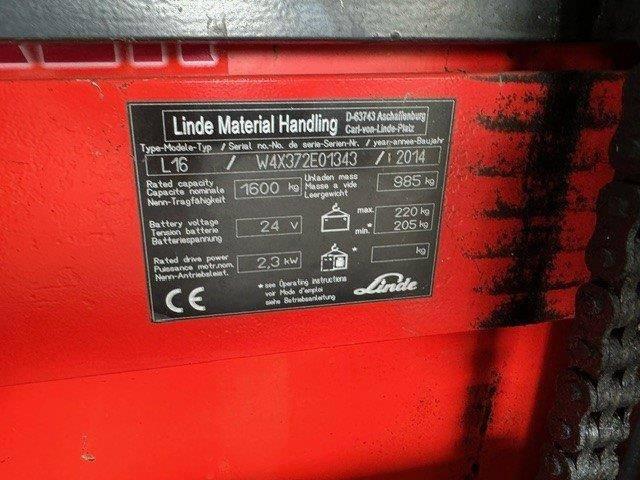 Linde Material Handling D-63743 Aschaffenburg
Carl-von-Linde-Platz
Type-Modele-Typ / Serial no.-No. de serie-Serien-Nr. / year-annee-Baujahr
L16 / W4X372E01343 / 2014
Rated capacity
Capacite nominale
Nenn-Tragfähigkeit
1600 kg
Unladen mass
Masse a vide
Leergewicht
985 kg
Battery voltage
Tension batterie
Batteriespannung
24 V
max. 220 kg
* min. 205 kg
Rated drive power
Puissance motr.nom.
Nenn-Antriebsleist.
2,3 kW
* kg
CE
* see Operating instructions
voir Mode d'emploi
siehe Betriebsanleitung
Linde